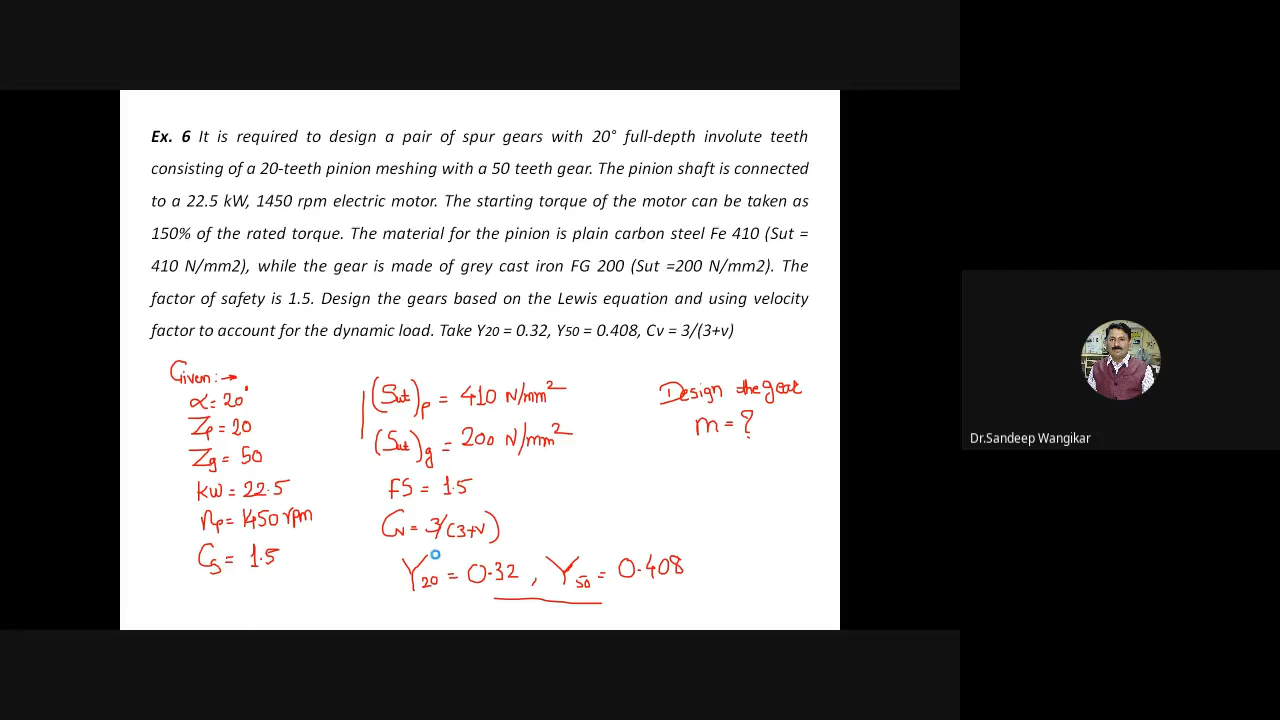 Ex. 6 It is required to design a pair of spur gears with 20° full-depth involute teeth
consisting of a 20-teeth pinion meshing with a 50 teeth gear. The pinion shaft is connected
to a 22.5 kW, 1450 rpm electric motor. The starting torque of the motor can be taken as
150% of the rated torque. The material for the pinion is plain carbon steel Fe 410 (Sut =
410 N/mm2), while the gear is made of grey cast iron FG 200 (Sut =200 N/mm2). The
factor of safety is 1.5. Design the gears based on the Lewis equation and using velocity
factor to account for the dynamic load. Take Y20 = 0.32, Y50 = 0.408, Cv = 3/(3+v)
Given:→
α = 20°
Zp = 20
Zg = 50
kW = 22.5
np = 1450 rpm
Cs = 1.5
(Sut)p = 410 N/mm²
(Sut)g = 200 N/mm²
FS = 1.5
Cv = 3/(3+v)
Y20 = 0.32 , Y50 = 0.408
Design the gear
m = ?
Dr.Sandeep Wangikar